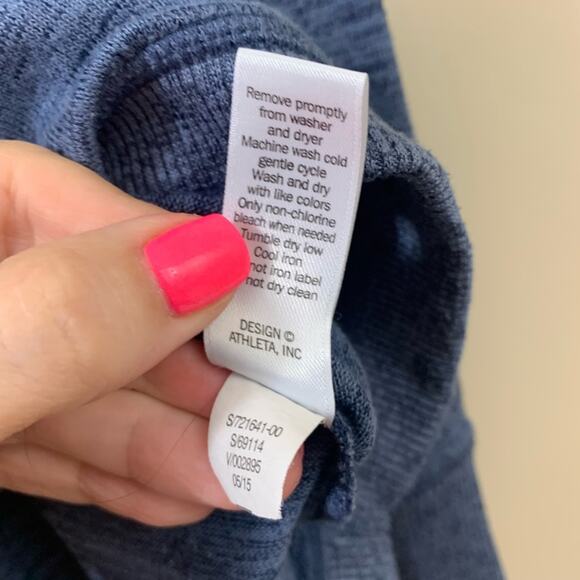 Remove promptly
from washer
and dryer
Machine wash cold
gentle cycle
Wash and dry
with like colors
Only non-chlorine
bleach when needed
Tumble dry low
Cool iron
not iron label
not dry clean
DESIGN ©
ATHLETA, INC
S/721641-00
S/69114
V/002895
05/15